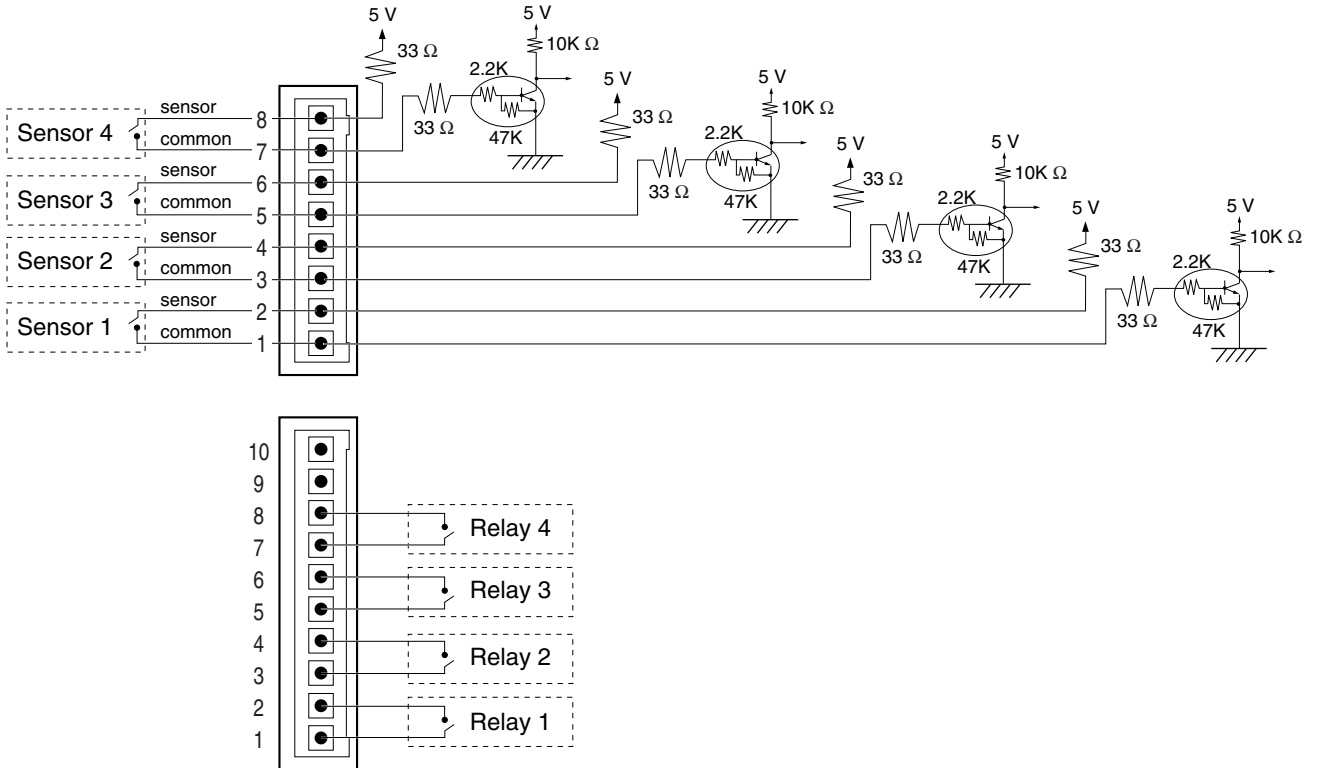 5 V
33 Ω
5 V
10K Ω
2.2K
33 Ω
47K
5 V
33 Ω
5 V
10K Ω
2.2K
33 Ω
47K
5 V
33 Ω
5 V
10K Ω
2.2K
33 Ω
47K
5 V
33 Ω
5 V
10K Ω
2.2K
33 Ω
47K
Sensor 4
sensor
8
common
7
Sensor 3
sensor
6
common
5
Sensor 2
sensor
4
common
3
Sensor 1
sensor
2
common
1
10
9
8
7
Relay 4
6
5
Relay 3
4
3
Relay 2
2
1
Relay 1